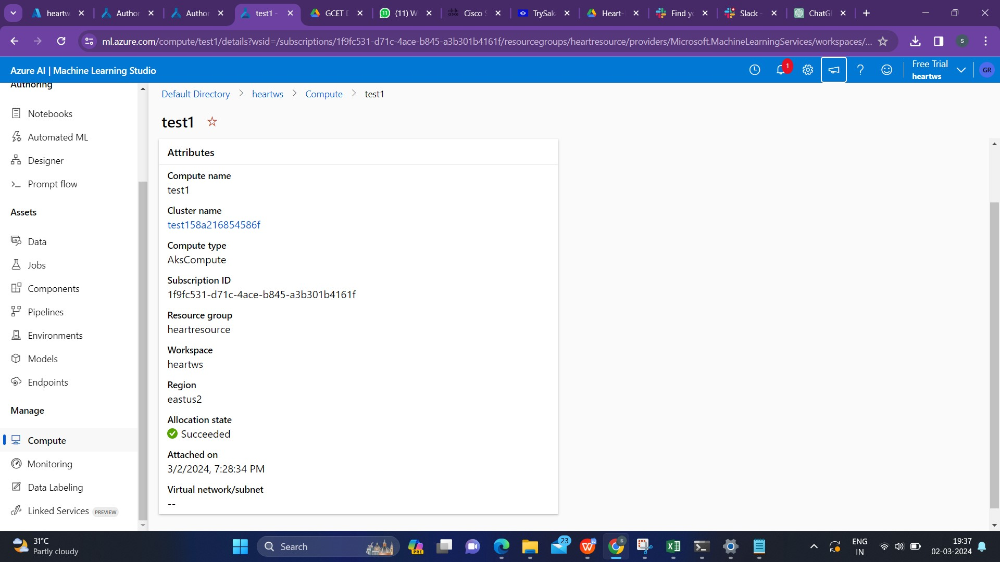 heartw
Author
Author
test1 -
GCET D
(11) W
Cisco S
TrySak
Heart-
Find yo
Slack -
ChatG
ml.azure.com/compute/test1/details?wsid=/subscriptions/1f9fc531-d71c-4ace-b845-a3b301b4161f/resourcegroups/heartresource/providers/Microsoft.MachineLearningServices/workspaces/...
S
Azure AI | Machine Learning Studio
1
Free Trial
heartws
GR
Authoring
Notebooks
Automated ML
Designer
Prompt flow
Assets
Data
Jobs
Components
Pipelines
Environments
Models
Endpoints
Manage
Compute
Monitoring
Data Labeling
Linked Services PREVIEW
Default Directory > heartws > Compute > test1
test1
Attributes
Compute name
test1
Cluster name
test158a216854586f
Compute type
AksCompute
Subscription ID
1f9fc531-d71c-4ace-b845-a3b301b4161f
Resource group
heartresource
Workspace
heartws
Region
eastus2
Allocation state
Succeeded
Attached on
3/2/2024, 7:28:34 PM
Virtual network/subnet
--
31°C
Partly cloudy
Search
PRE
23
ENG
IN
19:37
02-03-2024